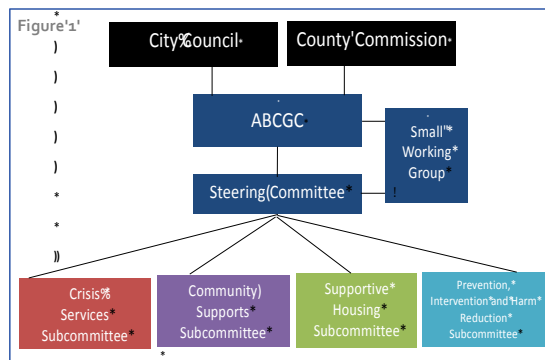 Figure'1'
*
)
)
)
)
)
*
*
))
City%Council*
County'Commission*
ABCGC*
Small"*
Working*
Group*
Steering(Committee*
!
Crisis%*
Services*
Subcommittee*
Community)
Supports*
Subcommittee*
*
Supportive*
Housing*
Subcommittee*
Prevention,*
Intervention*and*Harm*
Reduction*
Subcommittee*